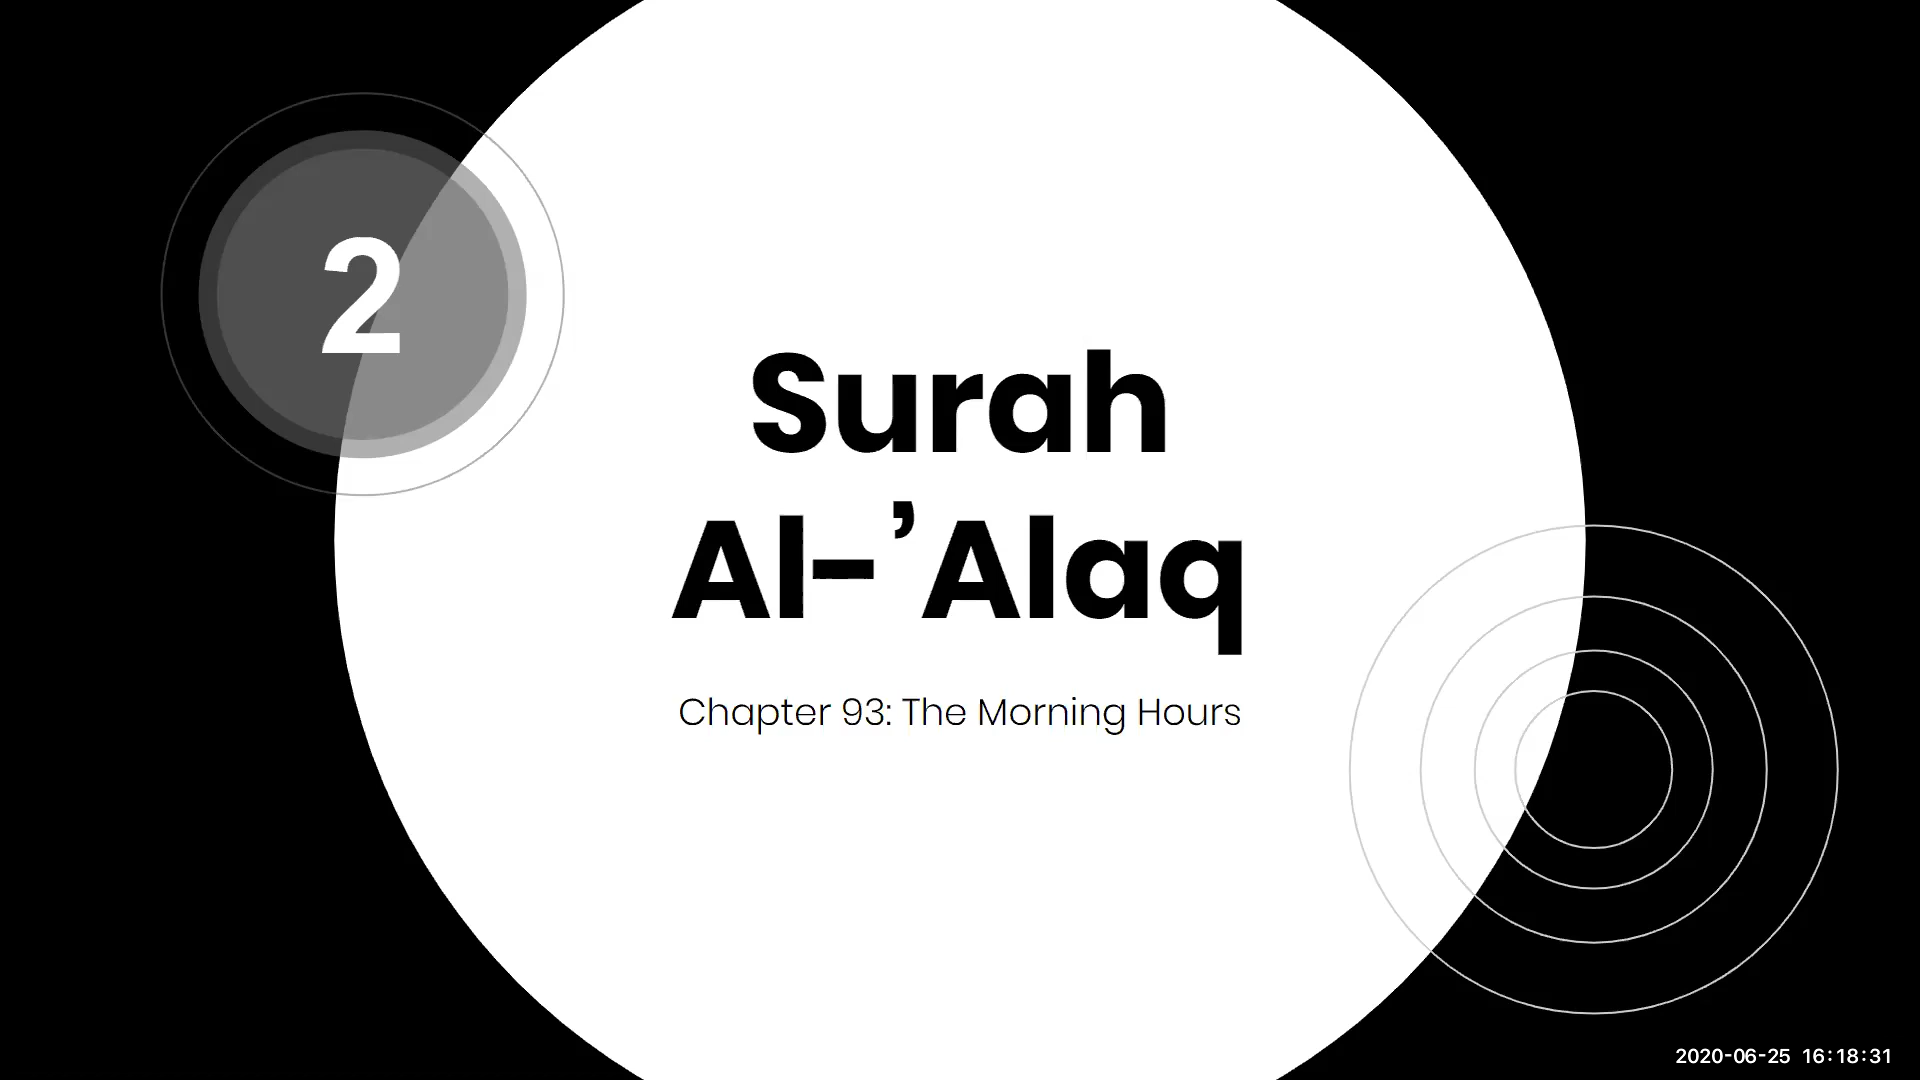 2
Surah
Al-’Alaq
Chapter 93: The Morning Hours
2020-06-25 16:18:31